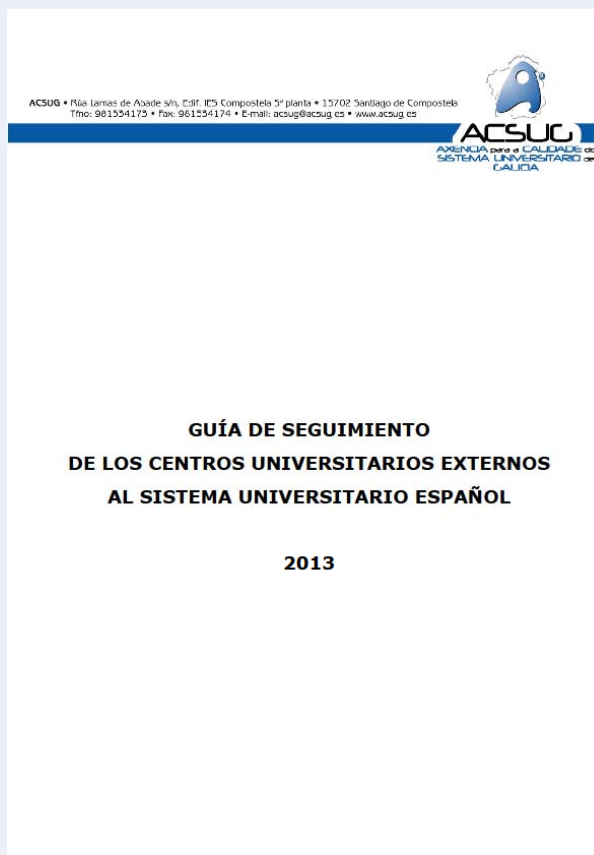 ACSUG • Rúa Lamas de Abade s/n, Edif. IES Compostela 5ª planta • 15702 Santiago de Compostela
Tfno: 981534173 • Fax: 981534174 • E-mail: acsug@acsug.es • www.acsug.es
ACSUG
AXENCIA para a CALIDADE do
SISTEMA UNIVERSITARIO de
GALICIA
GUÍA DE SEGUIMIENTO
DE LOS CENTROS UNIVERSITARIOS EXTERNOS
AL SISTEMA UNIVERSITARIO ESPAÑOL
2013